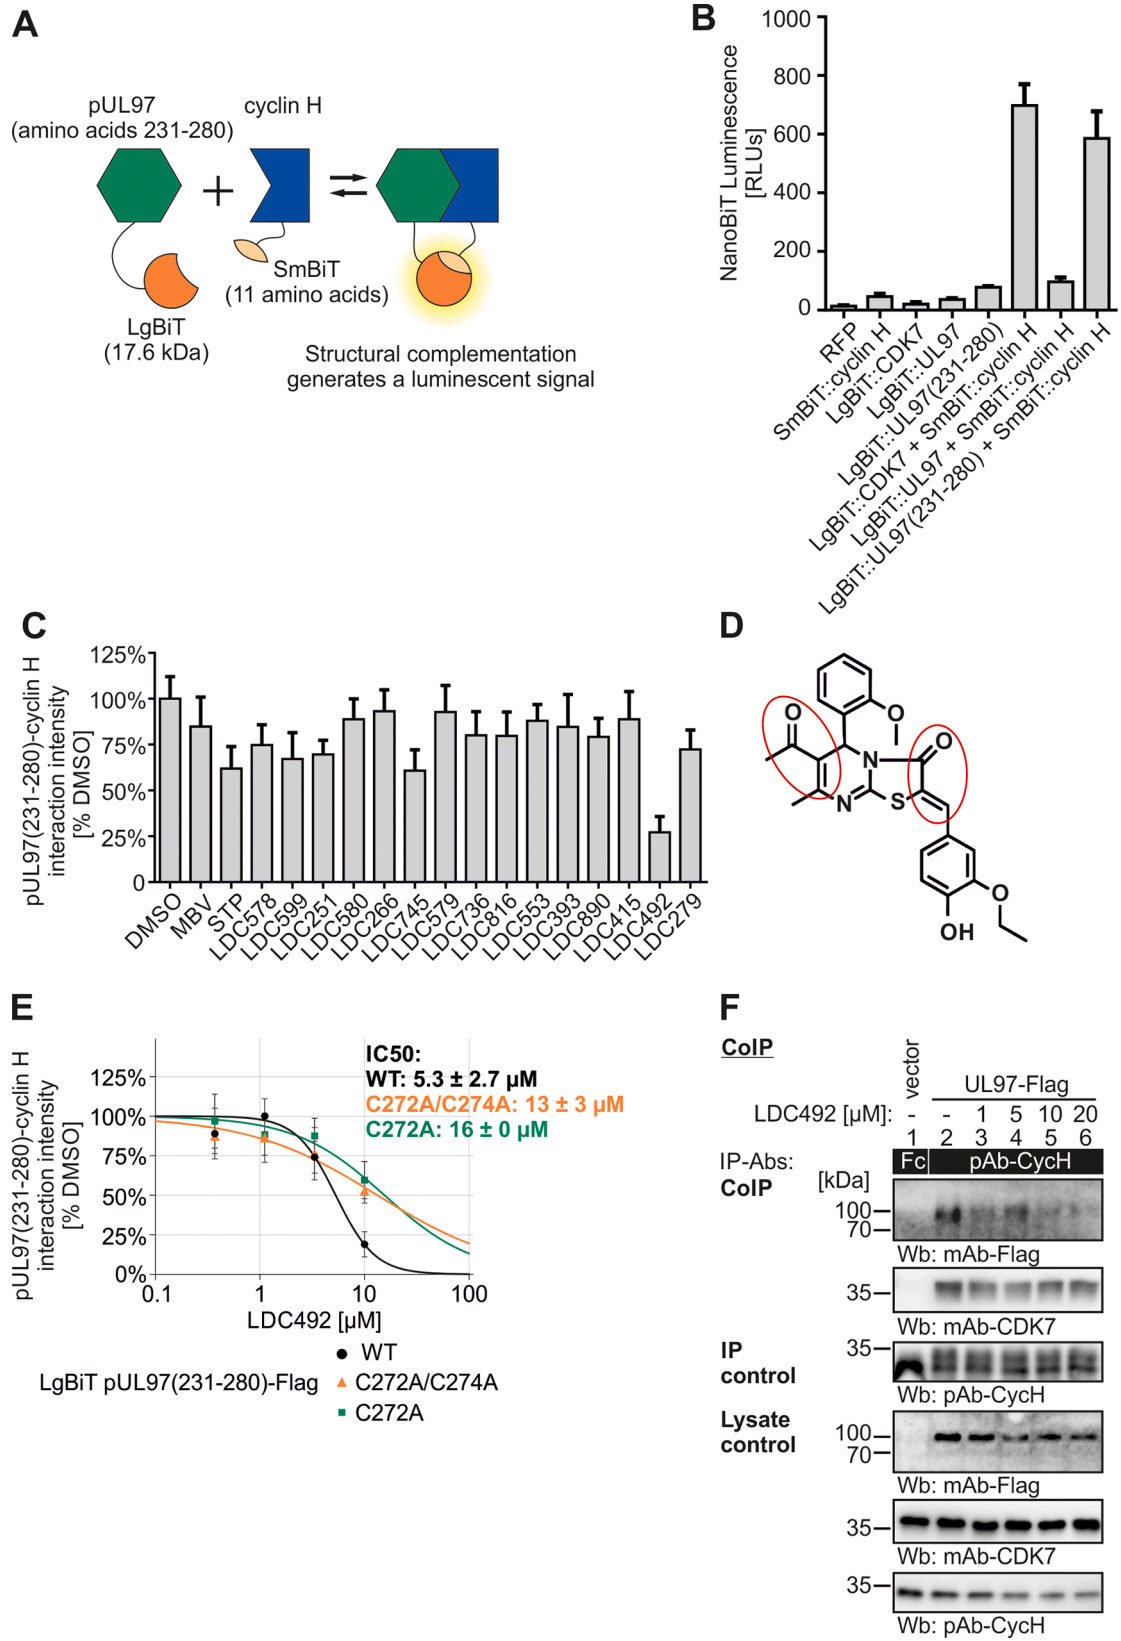 A
pUL97
(amino acids 231-280)
cyclin H
SmBiT
(11 amino acids)
LgBiT
(17.6 kDa)
Structural complementation
generates a luminescent signal
B
NanoBiT Luminescence
[RLUs]
1000
800
600
400
200
0
RFP
SmBiT::cyclin H
LgBiT::CDK7
LgBiT::UL97
LgBiT::UL97(231-280)
LgBiT::CDK7 + SmBiT::cyclin H
LgBiT::UL97 + SmBiT::cyclin H
LgBiT::UL97(231-280) + SmBiT::cyclin H
C
pUL97(231-280)-cyclin H
interaction intensity
[% DMSO]
125%
100%
75%
50%
25%
0
DMSO
MBV
STP
LDC578
LDC599
LDC251
LDC580
LDC266
LDC745
LDC579
LDC736
LDC816
LDC553
LDC393
LDC890
LDC415
LDC492
LDC279
D
O
O
N
O
N
S
O
OH
E
pUL97(231-280)-cyclin H
interaction intensity
[% DMSO]
125%
100%
75%
50%
25%
0%
0.1
1
10
100
LDC492 [µM]
IC50:
WT: 5.3 ± 2.7 µM
C272A/C274A: 13 ± 3 µM
C272A: 16 ± 0 µM
LgBiT pUL97(231-280)-Flag
WT
C272A/C274A
C272A
F
CoIP
vector
UL97-Flag
LDC492 [µM]: - - 1 5 10 20
1 2 3 4 5 6
IP-Abs: Fc pAb-CycH
CoIP [kDa]
100
70
Wb: mAb-Flag
35
Wb: mAb-CDK7
IP
control
35
Wb: pAb-CycH
Lysate
control
100
70
Wb: mAb-Flag
35
Wb: mAb-CDK7
35
Wb: pAb-CycH